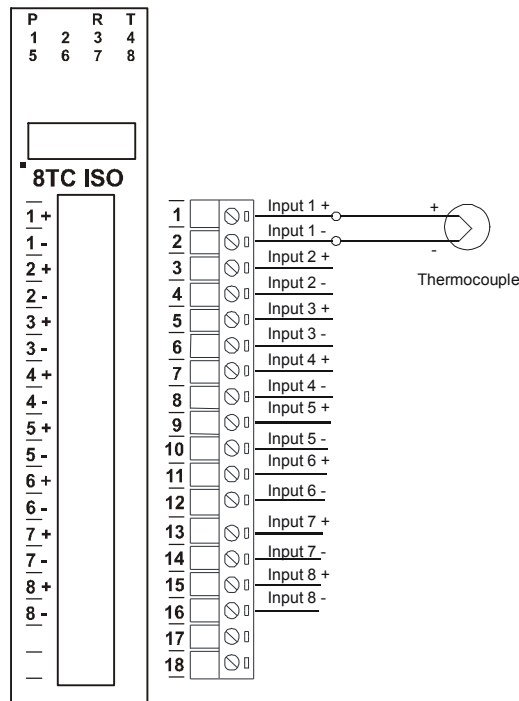 P R T
1 2 3 4
5 6 7 8
8TC ISO
1 +
1 -
2 +
2 -
3 +
3 -
4 +
4 -
5 +
5 -
6 +
6 -
7 +
7 -
8 +
8 -
1 Input 1 + +
2 Input 1 - -
3 Input 2 +
4 Input 2 -
5 Input 3 +
6 Input 3 -
7 Input 4 +
8 Input 4 -
9 Input 5 +
10 Input 5 -
11 Input 6 +
12 Input 6 -
13 Input 7 +
14 Input 7 -
15 Input 8 +
16 Input 8 -
17
18
Thermocouple